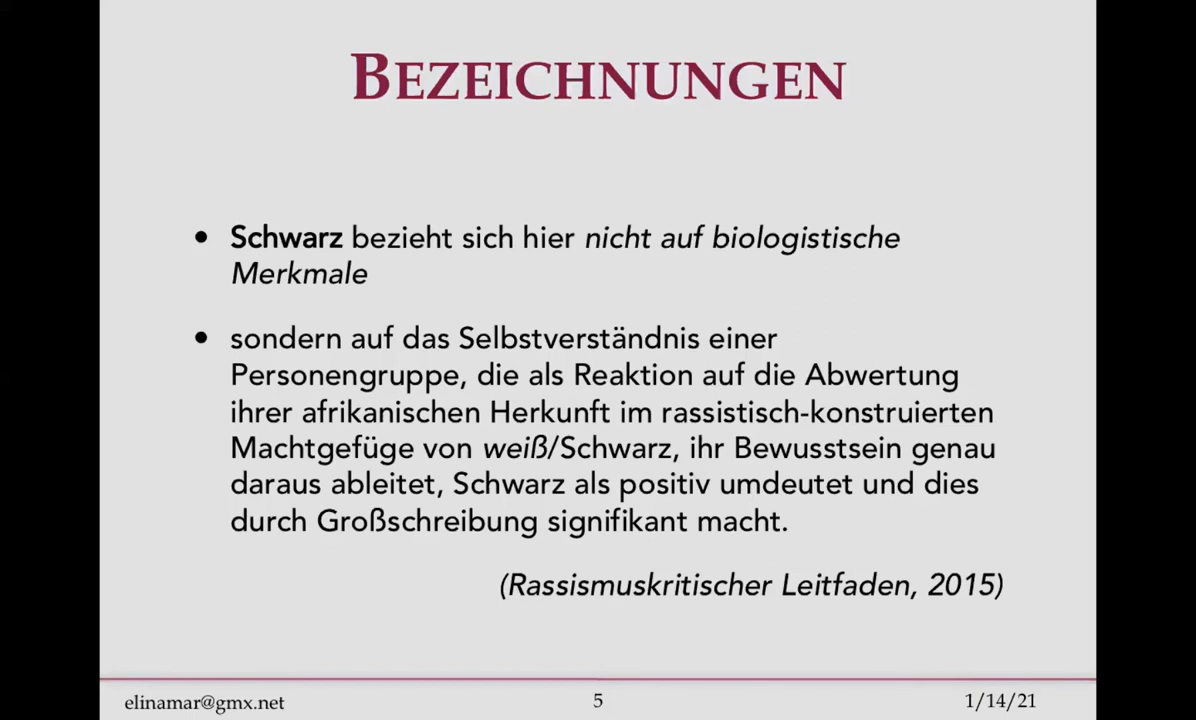 BEZEICHNUNGEN
• Schwarz bezieht sich hier nicht auf biologistische
Merkmale
• sondern auf das Selbstverständnis einer
Personengruppe, die als Reaktion auf die Abwertung
ihrer afrikanischen Herkunft im rassistisch-konstruierten
Machtgefüge von weiß/Schwarz, ihr Bewusstsein genau
daraus ableitet, Schwarz als positiv umdeutet und dies
durch Großschreibung signifikant macht.
(Rassismuskritischer Leitfaden, 2015)
elinamar@gmx.net
5
1/14/21